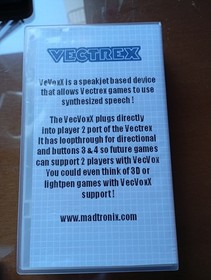 VECTREX
VeVoxX is a speakjet based device
that allows Vectrex games to use
synthesized speech !
The VecVoxX plugs directly
into player 2 port of the Vectrex
It has loopthrough for directional
and buttons 3 & 4 so future games
can support 2 players with VecVox
You could even think of 3D or
lightpen games with VecVoxX
support !
www.madtronix.com